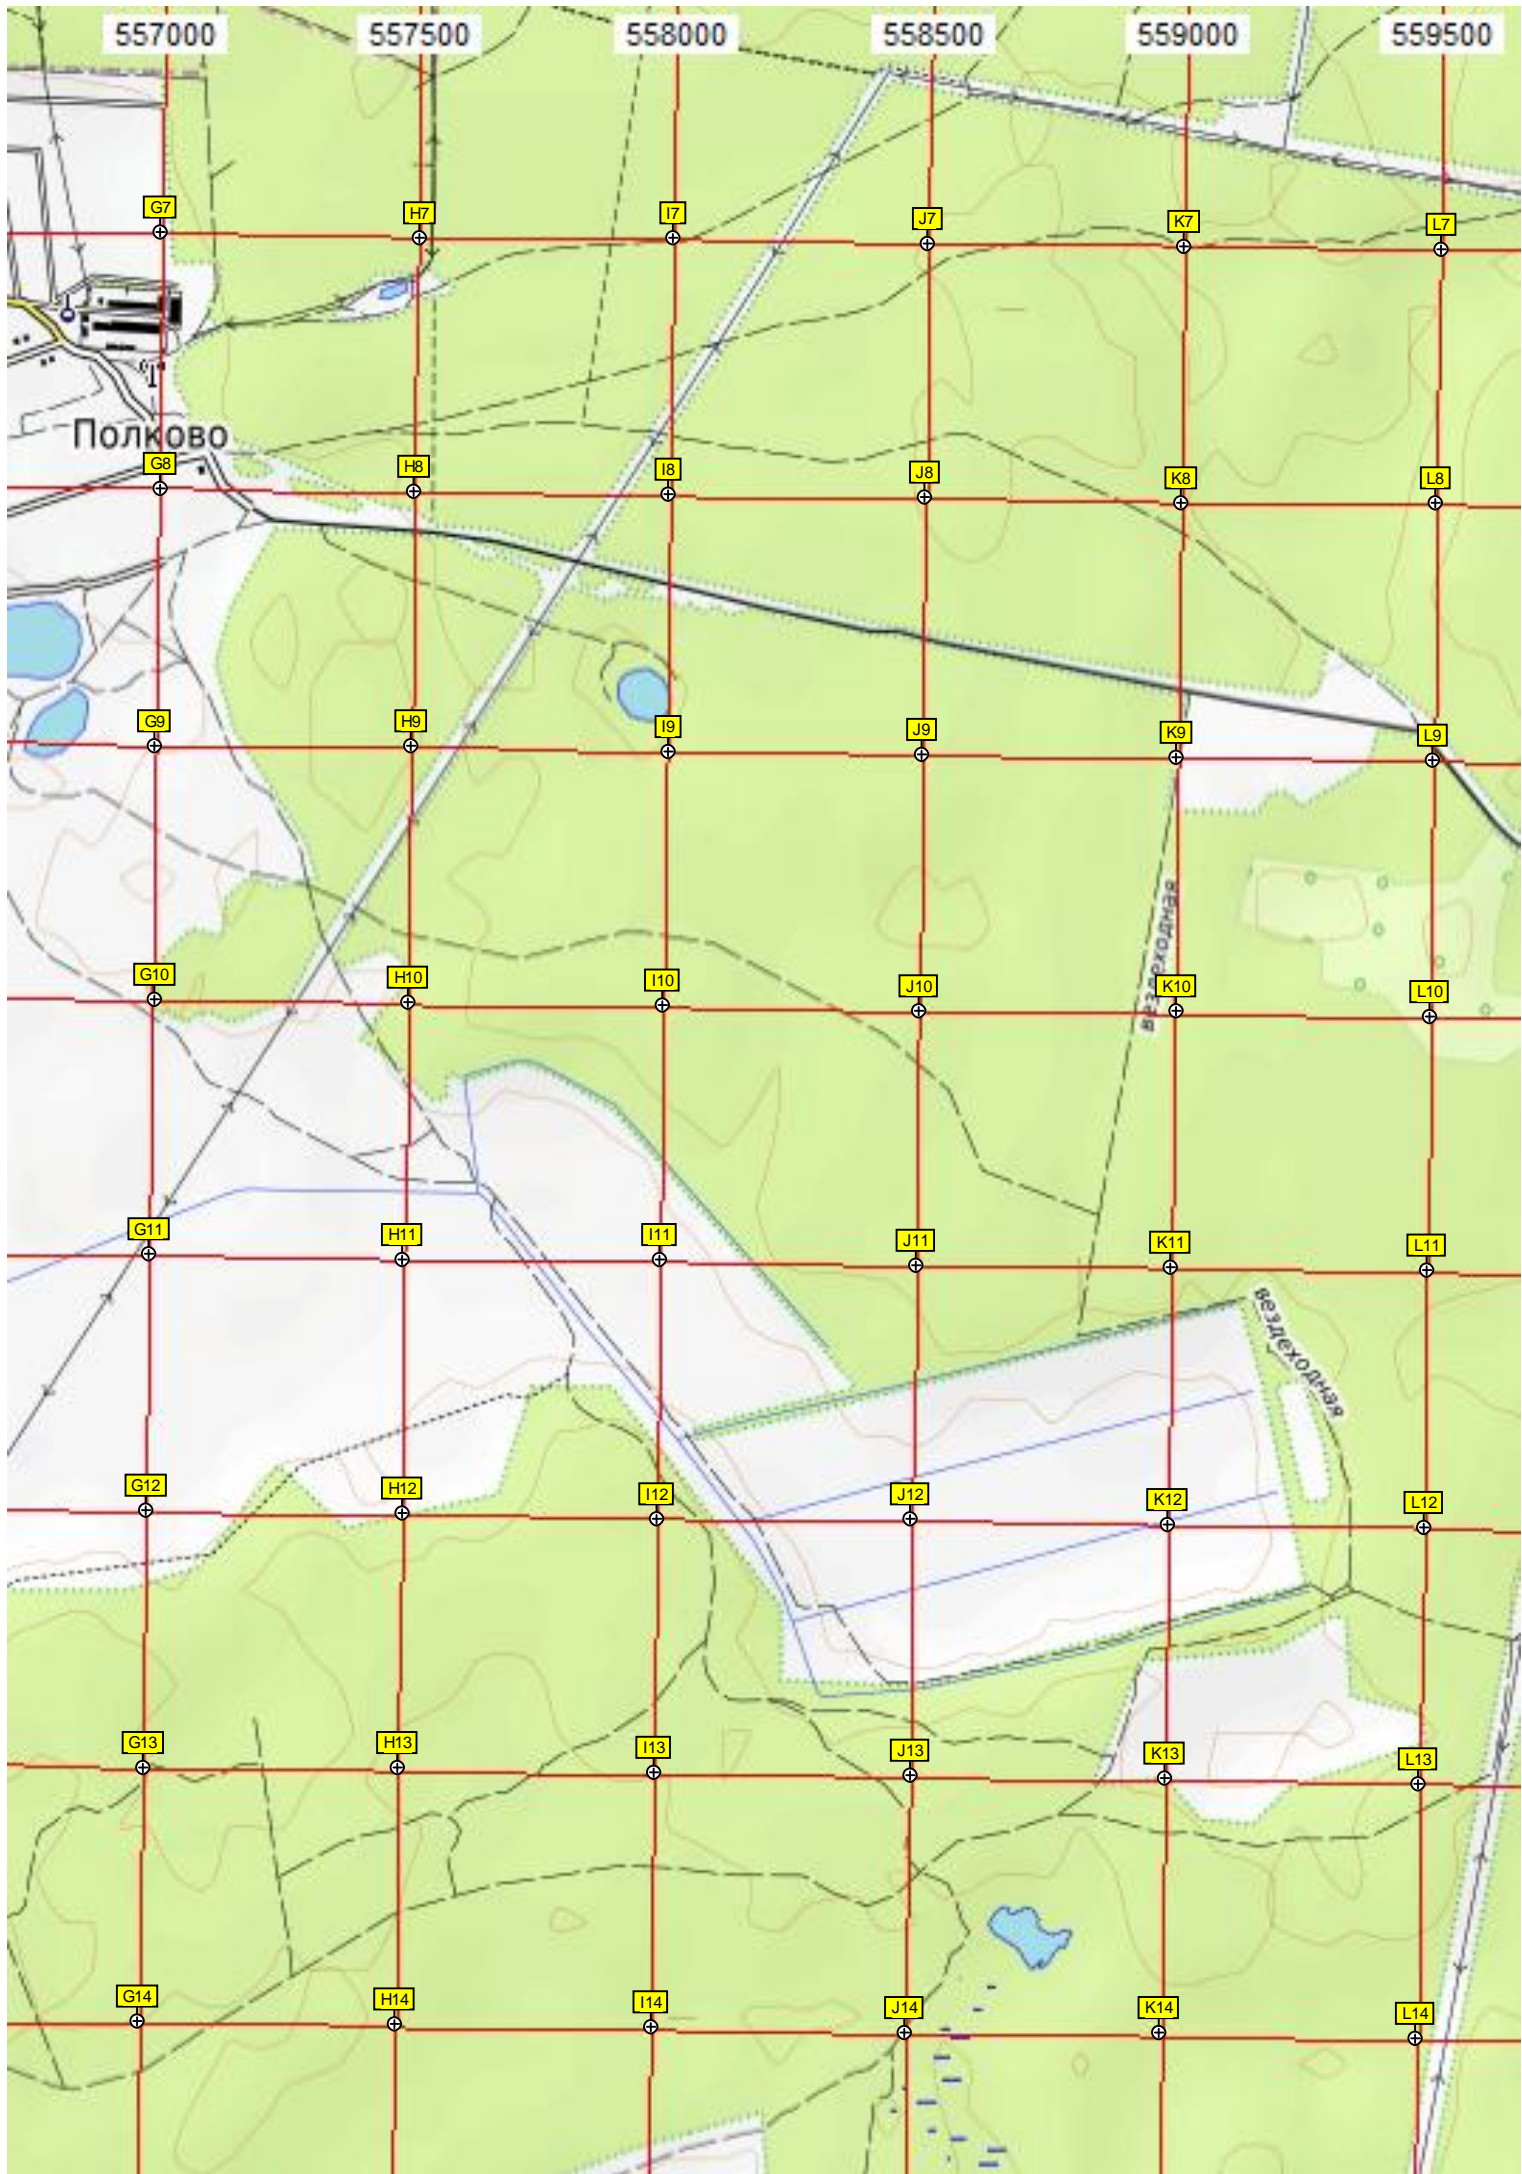 557000 557500 558000 558500 559000 559500
G7 H7 I7 J7 K7 L7
Полково
G8 H8 I8 J8 K8 L8
G9 H9 I9 J9 K9 L9
вездеходная
G10 H10 I10 J10 K10 L10
G11 H11 I11 J11 K11 L11
вездеходная
G12 H12 I12 J12 K12 L12
G13 H13 I13 J13 K13 L13
G14 H14 I14 J14 K14 L14